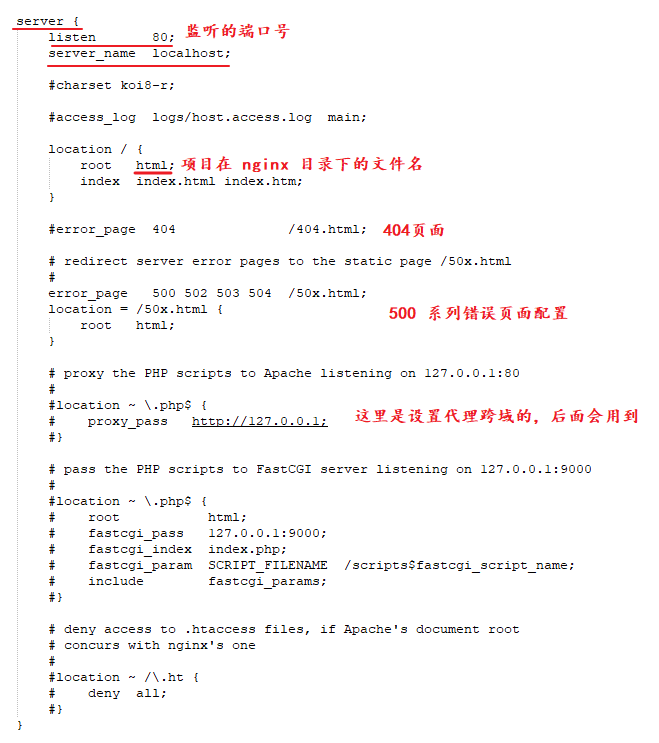 server {
listen 80; 监听的端口号
server_name localhost;
#charset koi8-r;
#access_log logs/host.access.log main;
location / {
root html; 项目在 nginx 目录下的文件名
index index.html index.htm;
}
#error_page 404 /404.html; 404页面
# redirect server error pages to the static page /50x.html
#
error_page 500 502 503 504 /50x.html;
location = /50x.html { 500 系列错误页面配置
root html;
}
# proxy the PHP scripts to Apache listening on 127.0.0.1:80
#
#location ~ \.php$ {
# proxy_pass http://127.0.0.1; 这里是设置代理跨域的，后面会用到
#}
# pass the PHP scripts to FastCGI server listening on 127.0.0.1:9000
#
#location ~ \.php$ {
# root html;
# fastcgi_pass 127.0.0.1:9000;
# fastcgi_index index.php;
# fastcgi_param SCRIPT_FILENAME /scripts$fastcgi_script_name;
# include fastcgi_params;
#}
# deny access to .htaccess files, if Apache's document root
# concurs with nginx's one
#
#location ~ /\.ht {
# deny all;
#}
}